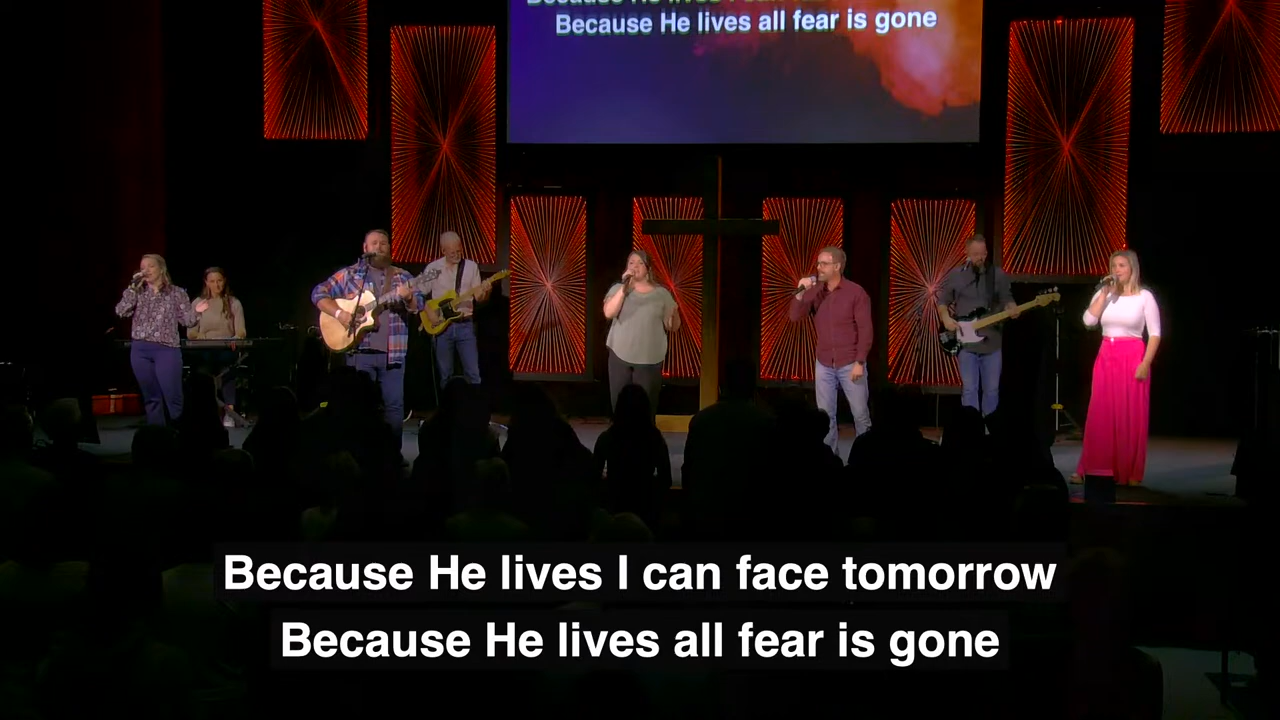 Because He lives all fear is gone
Because He lives I can face tomorrow
Because He lives all fear is gone